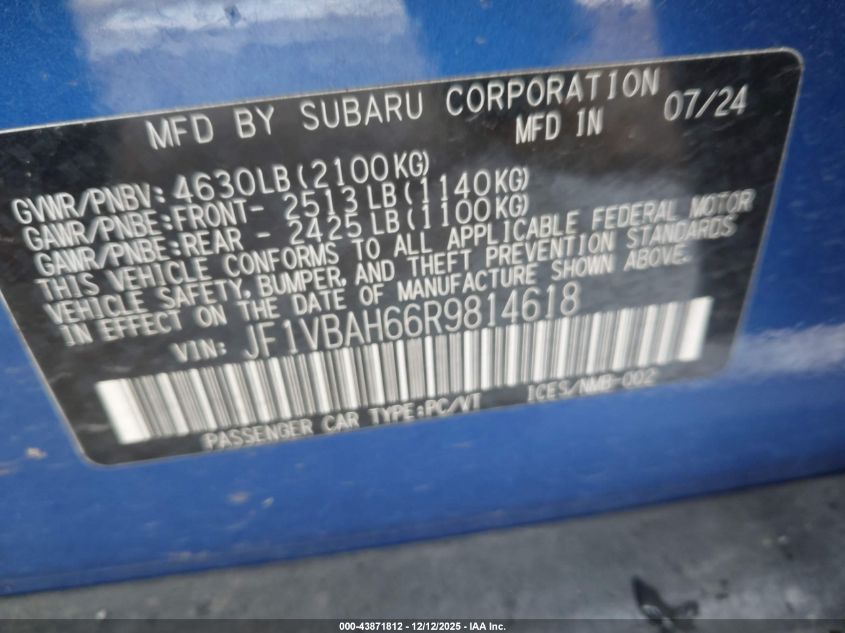 MFD BY SUBARU CORPORATION 07/24
MFD IN
GVWR/PNBV: 4630LB(2100KG)
GAWR/PNBE:FRONT- 2513 LB(1140KG)
GAWR/PNBE:REAR - 2425 LB(1100KG)
THIS VEHICLE CONFORMS TO ALL APPLICABLE FEDERAL MOTOR
VEHICLE SAFETY, BUMPER, AND THEFT PREVENTION STANDARDS
IN EFFECT ON THE DATE OF MANUFACTURE SHOWN ABOVE.
VIN: JF1VBAH66R9814618
PASSENGER CAR TYPE:PC/VT ICES/NMB-002
000-43871812 - 12/12/2025 - IAA Inc.